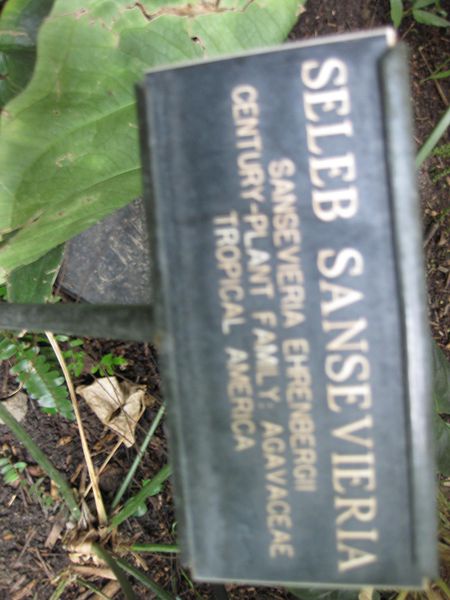 SELEB SANSEVIERIA
SANSEVIERIA EHRENBERGII
CENTURY-PLANT FAMILY: AGAVACEAE
TROPICAL AMERICA